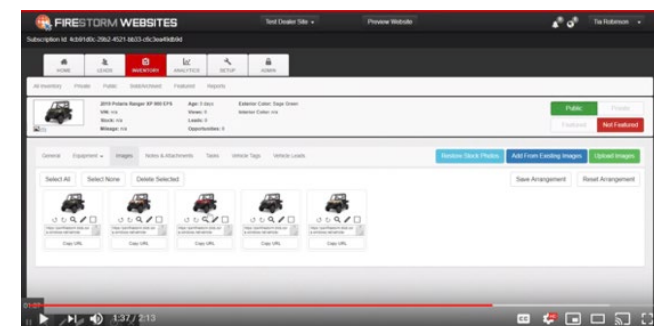 FIRESTORM WEBSITES
Test Dealer Site
Preview Website
Tia Robinson
HOME
LEADS
INVENTORY
ANALYTICS
SETUP
ADMIN
All Inventory Private Public Sold/Archived Featured Reports
2019 Polaris Ranger XP 900 EPS Age: 0 days Exterior Color: Sage Green
VIN: n/a Views: 0 Interior Color: n/a
Stock: n/a Leads: 0
Mileage: n/a Opportunities: 0
Public Private
Featured Not Featured
General Equipment Images Notes & Attachments Tasks Vehicle Tags Vehicle Leads
Restore Stock Photos Add From Existing Images Upload Images
Select All Select None Delete Selected Save Arrangement Reset Arrangement
Copy URL Copy URL Copy URL Copy URL Copy URL
1:37 / 2:13